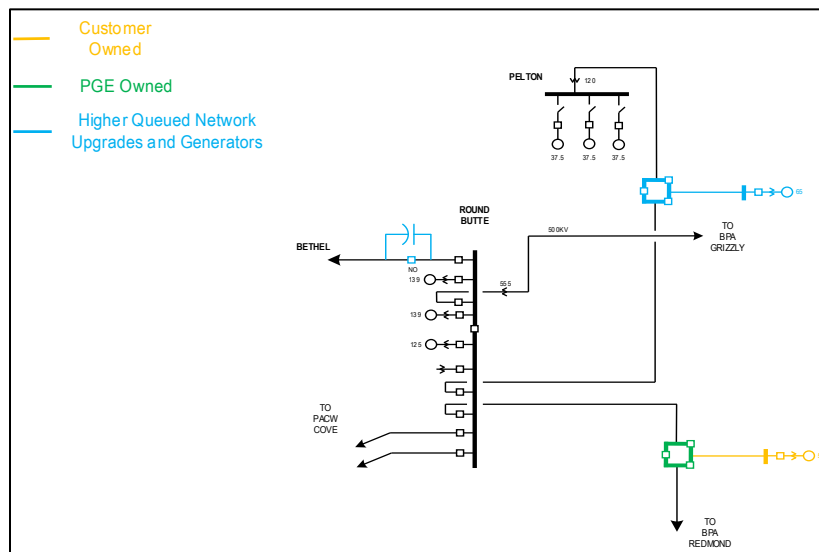 Customer
Owned
PGE Owned
Higher Queued Network
Upgrades and Generators
PELTON
120
37.5
37.5
37.5
65
ROUND
BUTTE
500KV
TO
BPA
GRIZZLY
BETHEL
NO
139
555
139
125
TO
PACW
COVE
TO
BPA
REDMOND